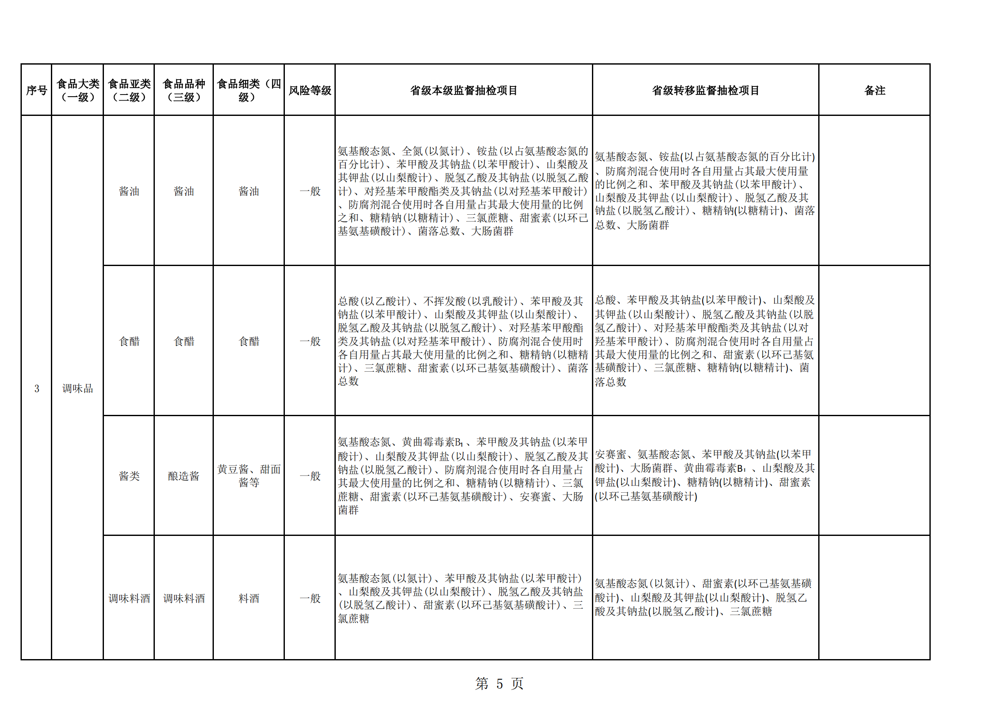 序号
食品大类
（一级）
食品亚类
（二级）
食品品种
（三级）
食品细类（四
级）
风险等级
省级本级监督抽检项目
省级转移监督抽检项目
备注
3
调味品
酱油
酱油
酱油
一般
氨基酸态氮、全氮(以氮计)、铵盐(以占氨基酸态氮的
百分比计)、苯甲酸及其钠盐(以苯甲酸计)、山梨酸及
其钾盐(以山梨酸计)、脱氢乙酸及其钠盐(以脱氢乙酸
计)、对羟基苯甲酸酯类及其钠盐(以对羟基苯甲酸计)
、防腐剂混合使用时各自用量占其最大使用量的比例
之和、糖精钠(以糖精计)、三氯蔗糖、甜蜜素(以环己
基氨基磺酸计)、菌落总数、大肠菌群
氨基酸态氮、铵盐(以占氨基酸态氮的百分比计)
、防腐剂混合使用时各自用量占其最大使用量
的比例之和、苯甲酸及其钠盐(以苯甲酸计)、
山梨酸及其钾盐(以山梨酸计)、脱氢乙酸及其
钠盐(以脱氢乙酸计)、糖精钠(以糖精计)、菌落
总数、大肠菌群
食醋
食醋
食醋
一般
总酸(以乙酸计)、不挥发酸(以乳酸计)、苯甲酸及其
钠盐(以苯甲酸计)、山梨酸及其钾盐(以山梨酸计)、
脱氢乙酸及其钠盐(以脱氢乙酸计)、对羟基苯甲酸酯
类及其钠盐(以对羟基苯甲酸计)、防腐剂混合使用时
各自用量占其最大使用量的比例之和、糖精钠(以糖精
计)、三氯蔗糖、甜蜜素(以环己基氨基磺酸计)、菌落
总数
总酸、苯甲酸及其钠盐(以苯甲酸计)、山梨酸及
其钾盐(以山梨酸计)、脱氢乙酸及其钠盐(以脱
氢乙酸计)、对羟基苯甲酸酯类及其钠盐(以对
羟基苯甲酸计)、防腐剂混合使用时各自用量占
其最大使用量的比例之和、甜蜜素(以环己基氨
基磺酸计)、三氯蔗糖、糖精钠(以糖精计)、菌
落总数
酱类
酿造酱
黄豆酱、甜面
酱等
一般
氨基酸态氮、黄曲霉毒素B₁、苯甲酸及其钠盐(以苯甲
酸计)、山梨酸及其钾盐(以山梨酸计)、脱氢乙酸及其
钠盐(以脱氢乙酸计)、防腐剂混合使用时各自用量占
其最大使用量的比例之和、糖精钠(以糖精计)、三氯
蔗糖、甜蜜素(以环己基氨基磺酸计)、安赛蜜、大肠
菌群
安赛蜜、氨基酸态氮、苯甲酸及其钠盐(以苯甲
酸计)、大肠菌群、黄曲霉毒素B₁ 、山梨酸及其
钾盐(以山梨酸计)、糖精钠(以糖精计)、甜蜜素
(以环己基氨基磺酸计)
调味料酒
调味料酒
料酒
一般
氨基酸态氮(以氮计)、苯甲酸及其钠盐(以苯甲酸计)
、山梨酸及其钾盐(以山梨酸计)、脱氢乙酸及其钠盐
(以脱氢乙酸计)、甜蜜素(以环己基氨基磺酸计)、三
氯蔗糖
氨基酸态氮(以氮计)、甜蜜素(以环己基氨基磺
酸计)、山梨酸及其钾盐(以山梨酸计)、脱氢乙
酸及其钠盐(以脱氢乙酸计)、三氯蔗糖
第 5 页